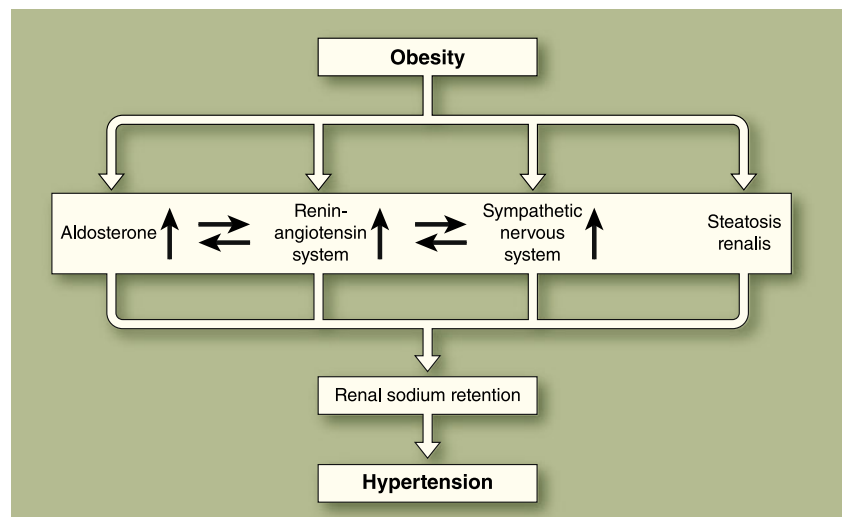 Obesity
Aldosterone
Renin-
angiotensin
system
Sympathetic
nervous
system
Steatosis
renalis
Renal sodium retention
Hypertension